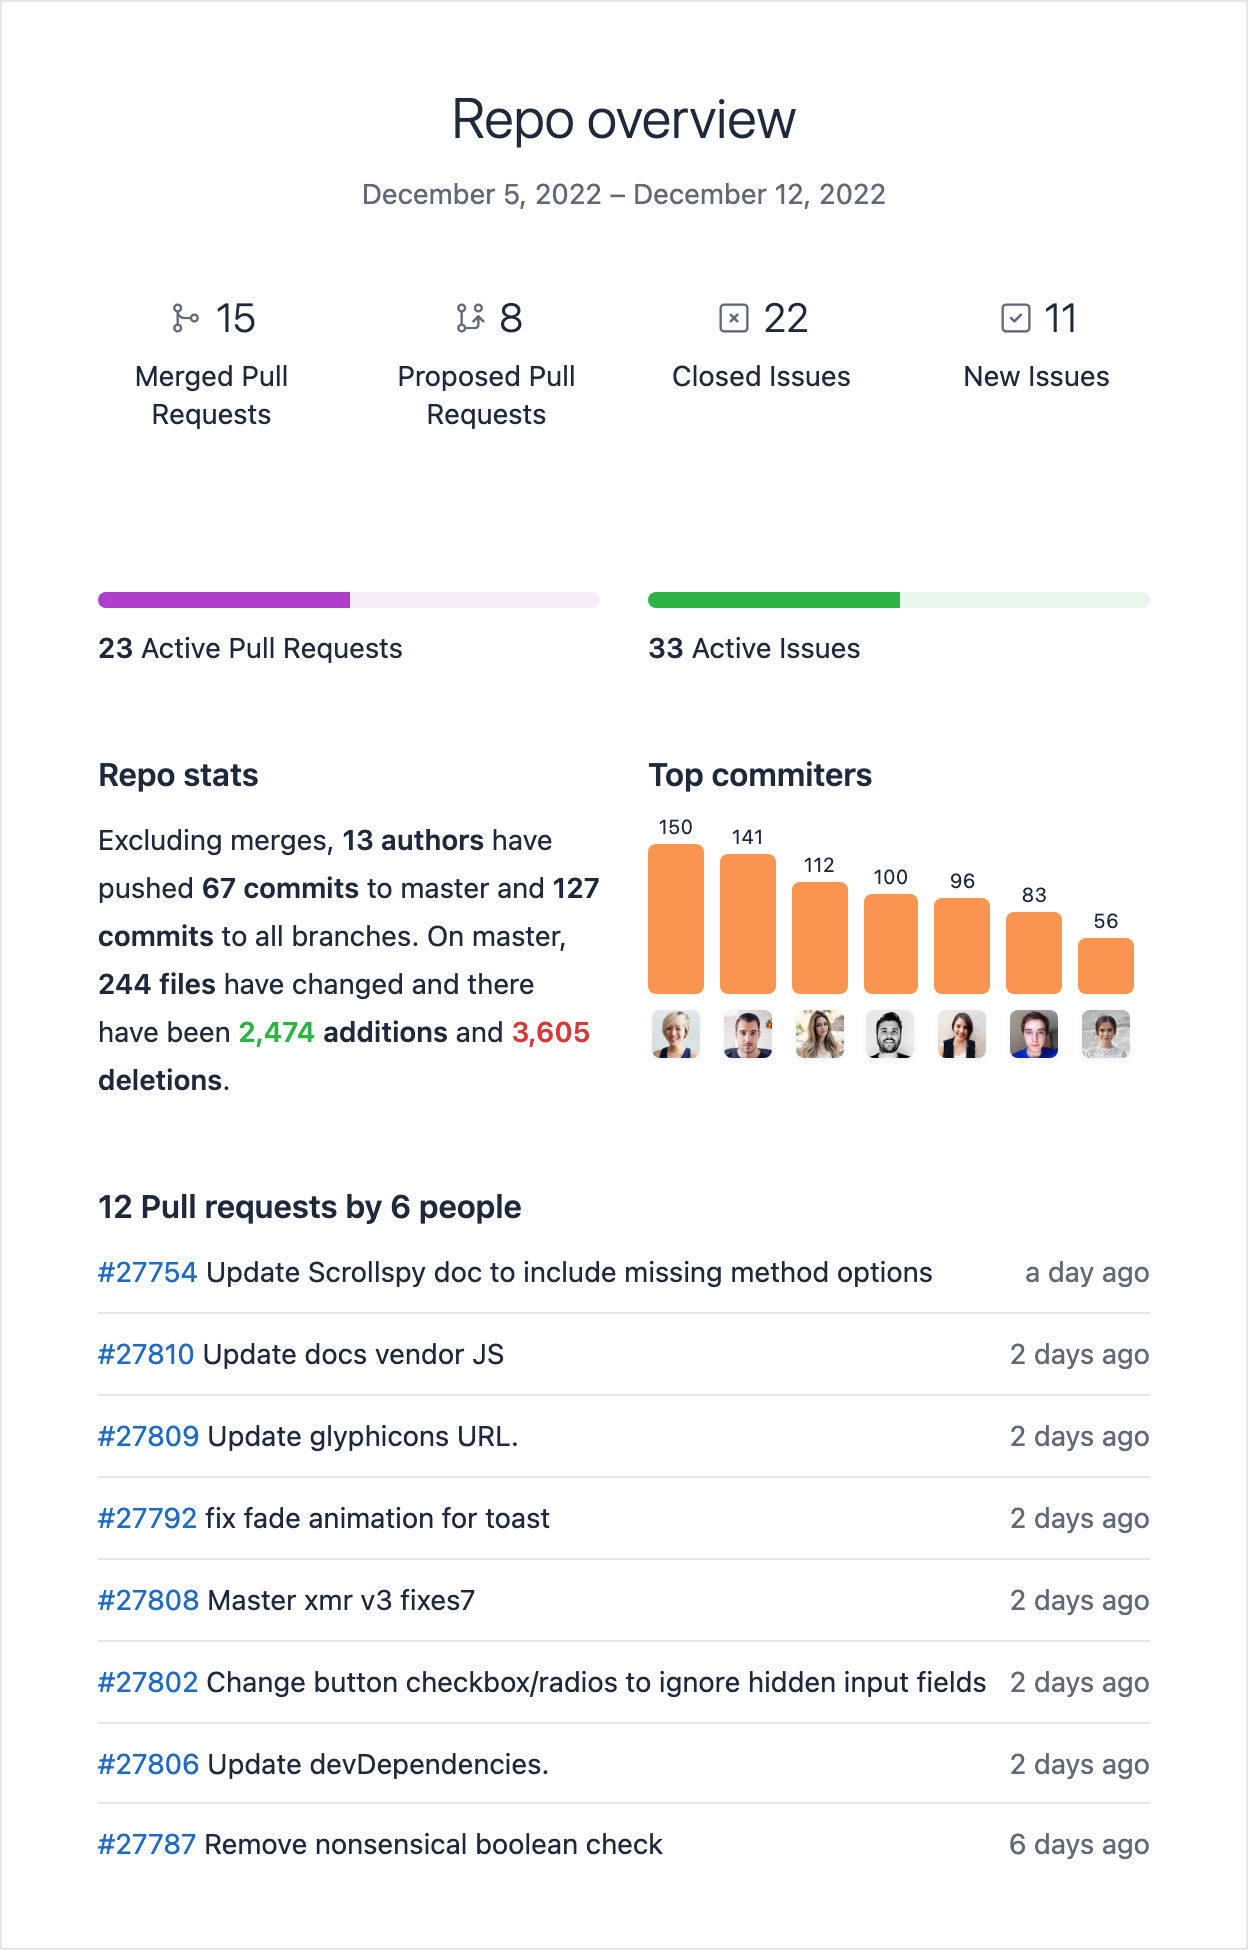 Repo overview
December 5, 2022 – December 12, 2022
15
Merged Pull
Requests
8
Proposed Pull
Requests
22
Closed Issues
11
New Issues
23 Active Pull Requests
33 Active Issues
Repo stats
Excluding merges, 13 authors have
pushed 67 commits to master and 127
commits to all branches. On master,
244 files have changed and there
have been 2,474 additions and 3,605
deletions.
Top commiters
150
141
112
100
96
83
56
12 Pull requests by 6 people
#27754 Update Scrollspy doc to include missing method options a day ago
#27810 Update docs vendor JS 2 days ago
#27809 Update glyphicons URL. 2 days ago
#27792 fix fade animation for toast 2 days ago
#27808 Master xmr v3 fixes7 2 days ago
#27802 Change button checkbox/radios to ignore hidden input fields 2 days ago
#27806 Update devDependencies. 2 days ago
#27787 Remove nonsensical boolean check 6 days ago